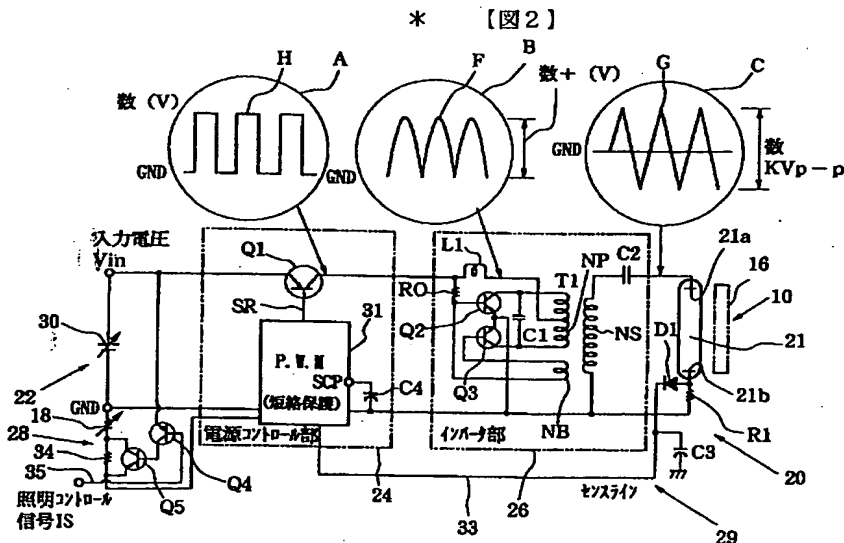 * 【図2】
H
A
F
B
数+ (V)
G
C
数 (V)
GND
GND
GND
数
KVp-p
入力電圧
Vin
Q1
L1
NP
C2
21a
RO
T1
16
10
SR
31
Q2
C1
NS
21
30
P.W.M
SCP
(短絡保護)
C4
Q3
D1
22
21b
GND
18
電源コントロール部
インバータ部
NB
R1
28
34
C3
20
35
Q5
Q4
24
26
照明コントロール
信号IS
33
センスライン
29